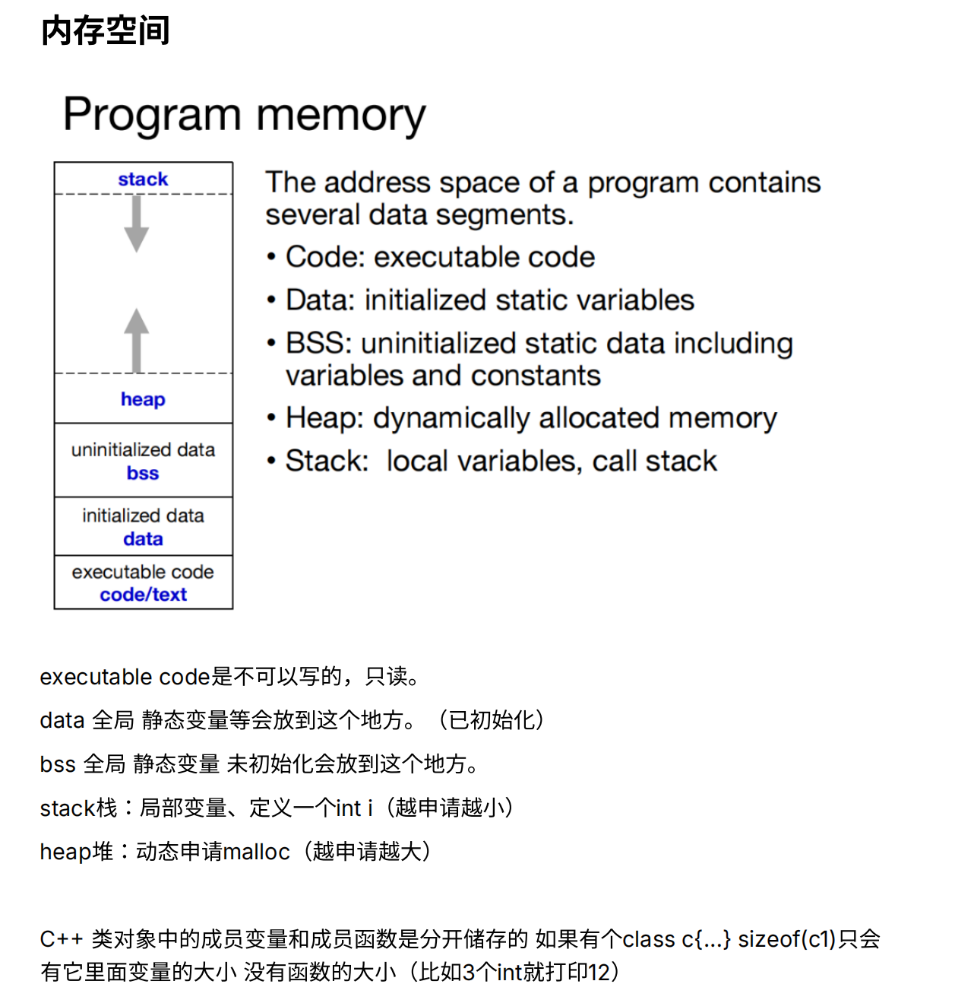 内存空间
Program memory
stack
heap
uninitialized data
bss
initialized data
data
executable code
code/text
The address space of a program contains
several data segments.
• Code: executable code
• Data: initialized static variables
• BSS: uninitialized static data including
variables and constants
• Heap: dynamically allocated memory
• Stack:  local variables, call stack
executable code是不可以写的，只读。
data 全局 静态变量等会放到这个地方。（已初始化）
bss 全局 静态变量 未初始化会放到这个地方。
stack栈：局部变量、定义一个int i（越申请越小）
heap堆：动态申请malloc（越申请越大）
C++ 类对象中的成员变量和成员函数是分开储存的 如果有个class c{...} sizeof(c1)只会
有它里面变量的大小 没有函数的大小（比如3个int就打印12）